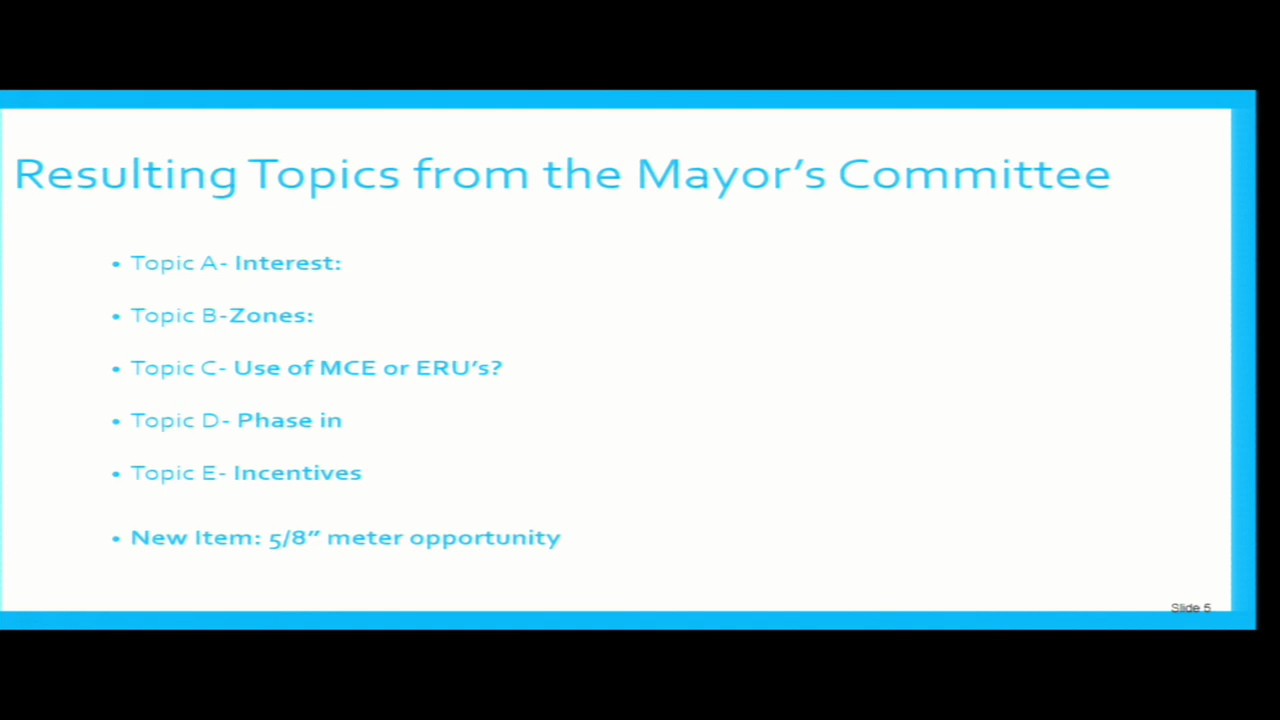 Resulting Topics from the Mayor’s Committee
• Topic A- Interest:
• Topic B-Zones:
• Topic C- Use of MCE or ERU’s?
• Topic D- Phase in
• Topic E- Incentives
• New Item: 5/8” meter opportunity
Slide 5